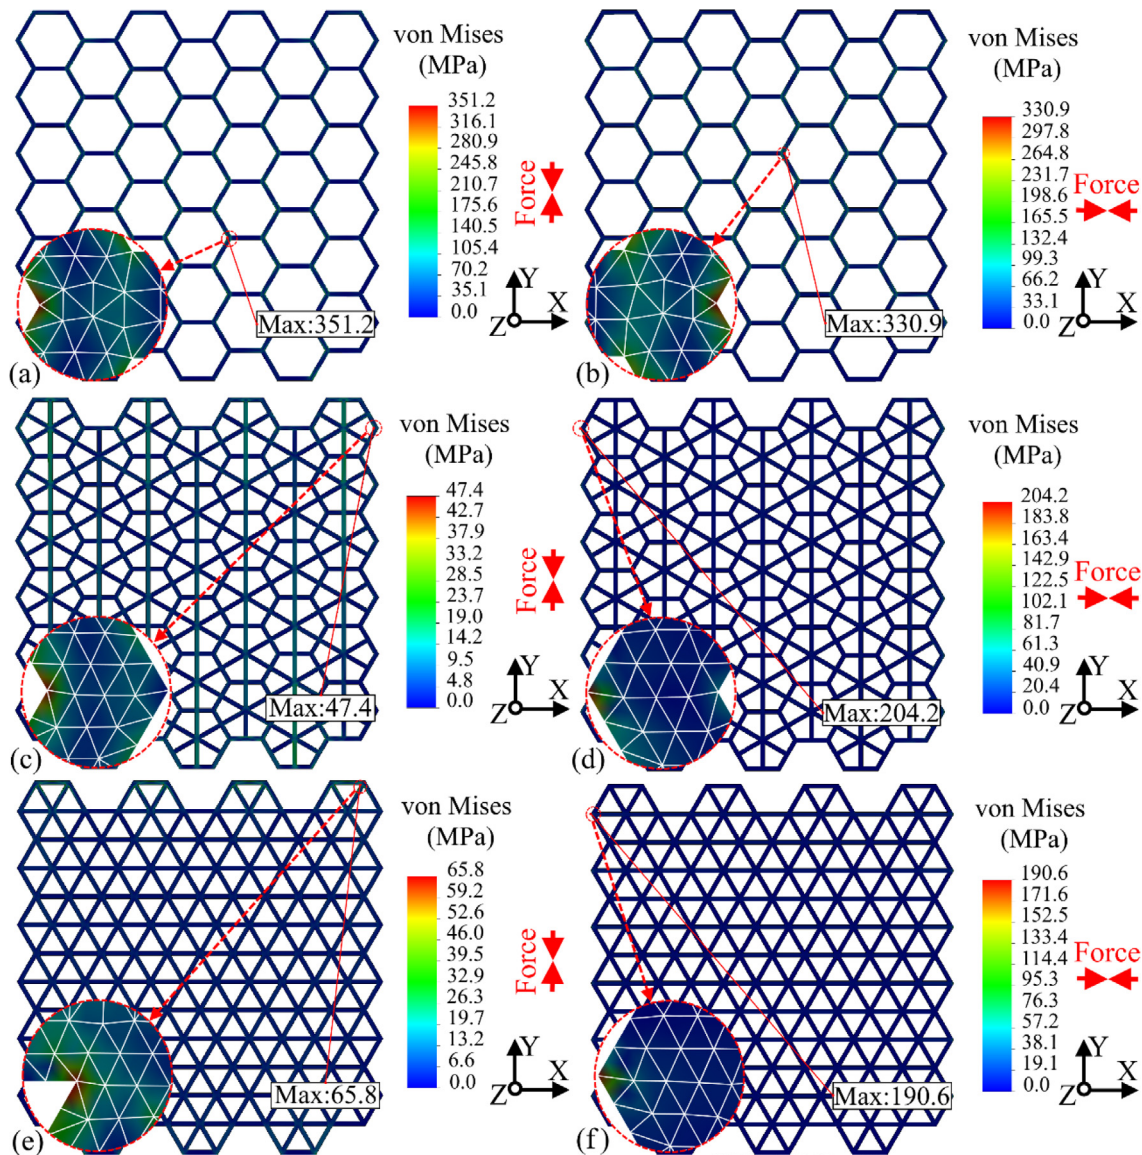 von Mises
(MPa)
351.2
316.1
280.9
245.8
210.7
175.6
140.5
105.4
70.2
35.1
0.0
Force
Y
Z
X
Max:351.2
(a)
von Mises
(MPa)
330.9
297.8
264.8
231.7
198.6
165.5
132.4
99.3
66.2
33.1
0.0
Force
Y
Z
X
Max:330.9
(b)
von Mises
(MPa)
47.4
42.7
37.9
33.2
28.5
23.7
19.0
14.2
9.5
4.5
0.0
Force
Y
Z
X
Max:47.4
(c)
von Mises
(MPa)
204.2
183.8
163.4
142.9
122.5
102.1
81.7
61.3
40.9
20.4
0.0
Force
Y
Z
X
Max:204.2
(d)
von Mises
(MPa)
65.8
59.2
52.6
46.0
39.5
32.9
26.3
19.7
13.2
6.6
0.0
Force
Y
Z
X
Max:65.8
(e)
von Mises
(MPa)
190.6
171.6
152.5
133.4
114.4
95.3
76.3
57.2
38.1
19.1
0.0
Force
Y
Z
X
Max:190.6
(f)